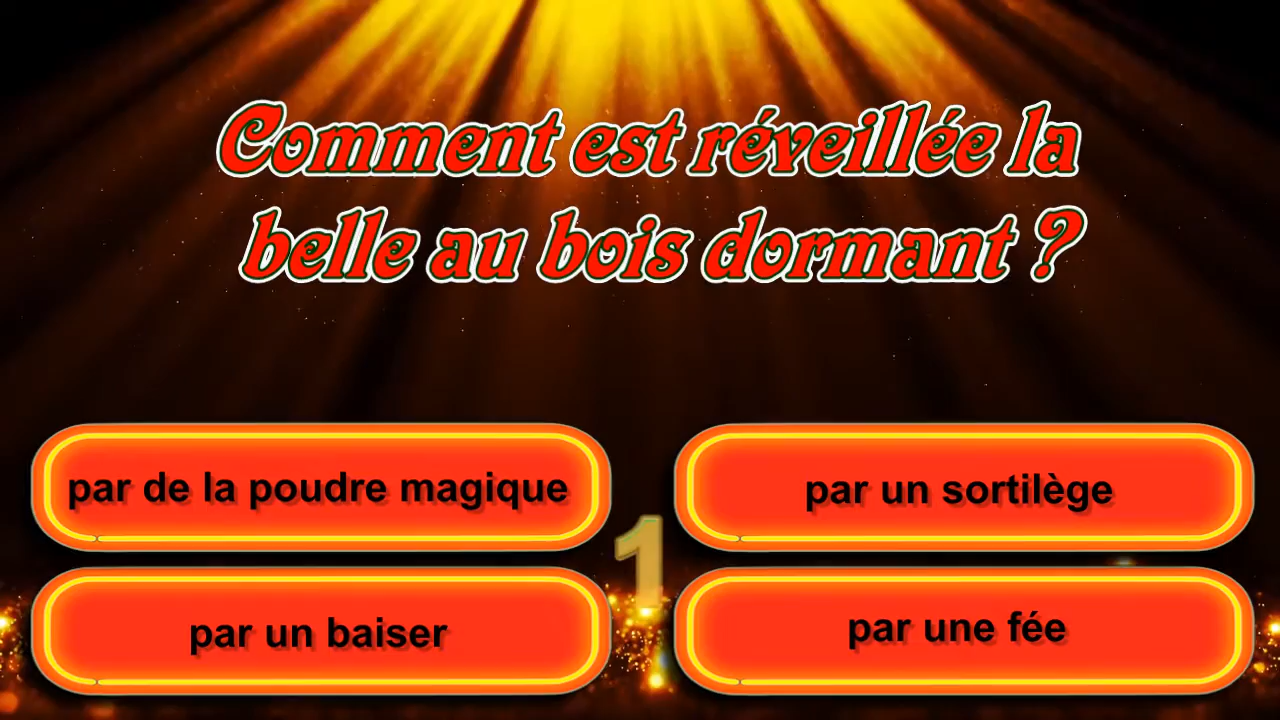 Comment est réveillée la
belle au bois dormant ?
par de la poudre magique
par un sortilège
1
par un baiser
par une fée